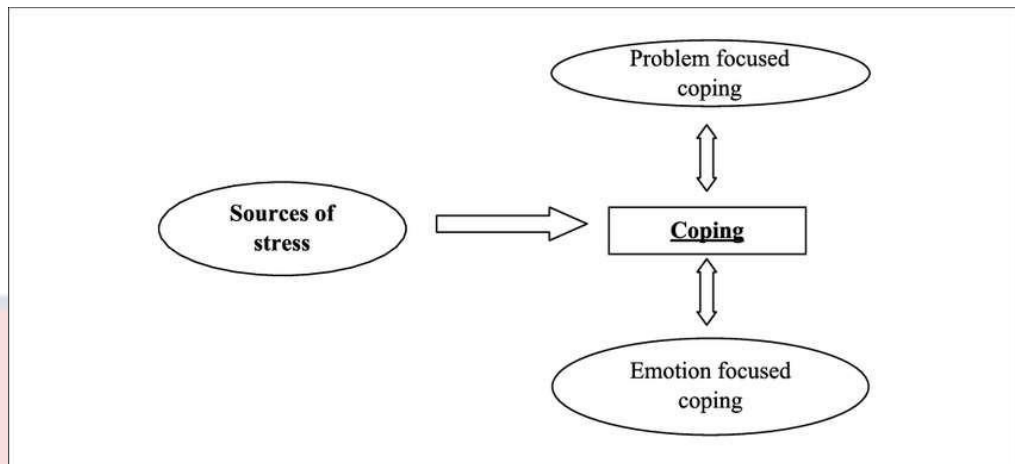 Problem focused
coping
Sources of
stress
Coping
Emotion focused
coping